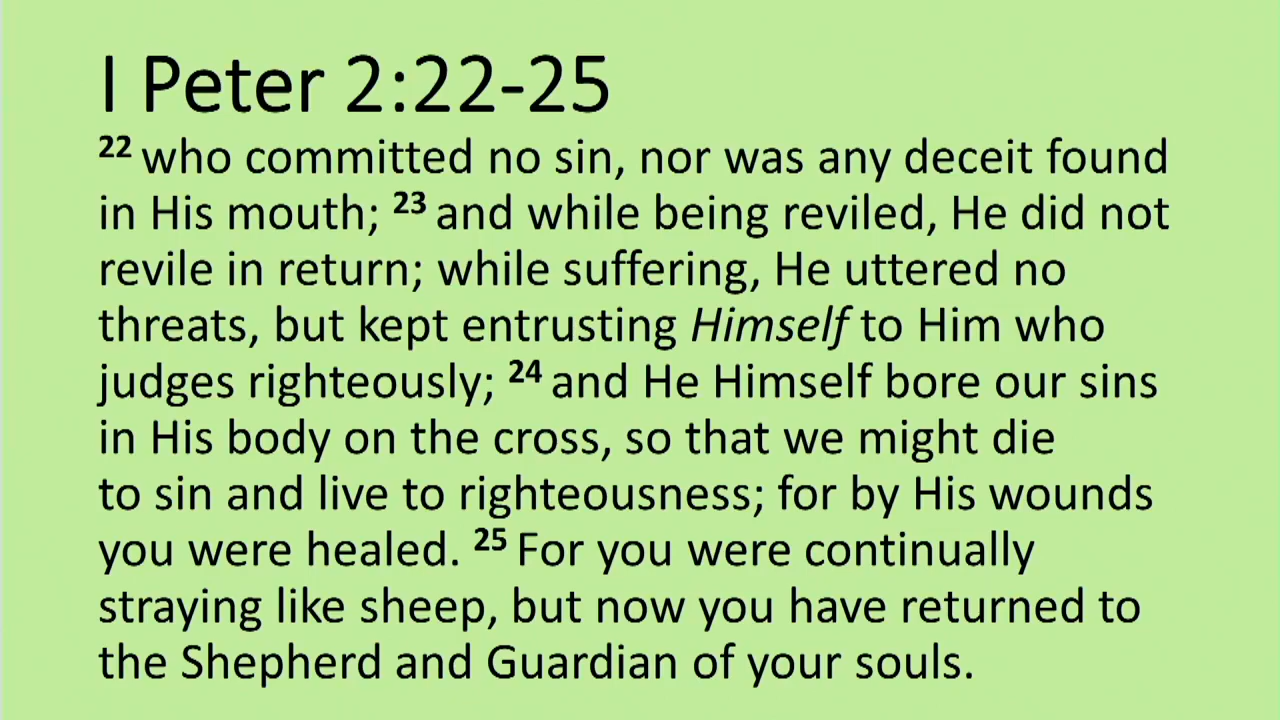 I Peter 2:22-25
22 who committed no sin, nor was any deceit found
in His mouth; 23 and while being reviled, He did not
revile in return; while suffering, He uttered no
threats, but kept entrusting Himself to Him who
judges righteously; 24 and He Himself bore our sins
in His body on the cross, so that we might die
to sin and live to righteousness; for by His wounds
you were healed. 25 For you were continually
straying like sheep, but now you have returned to
the Shepherd and Guardian of your souls.